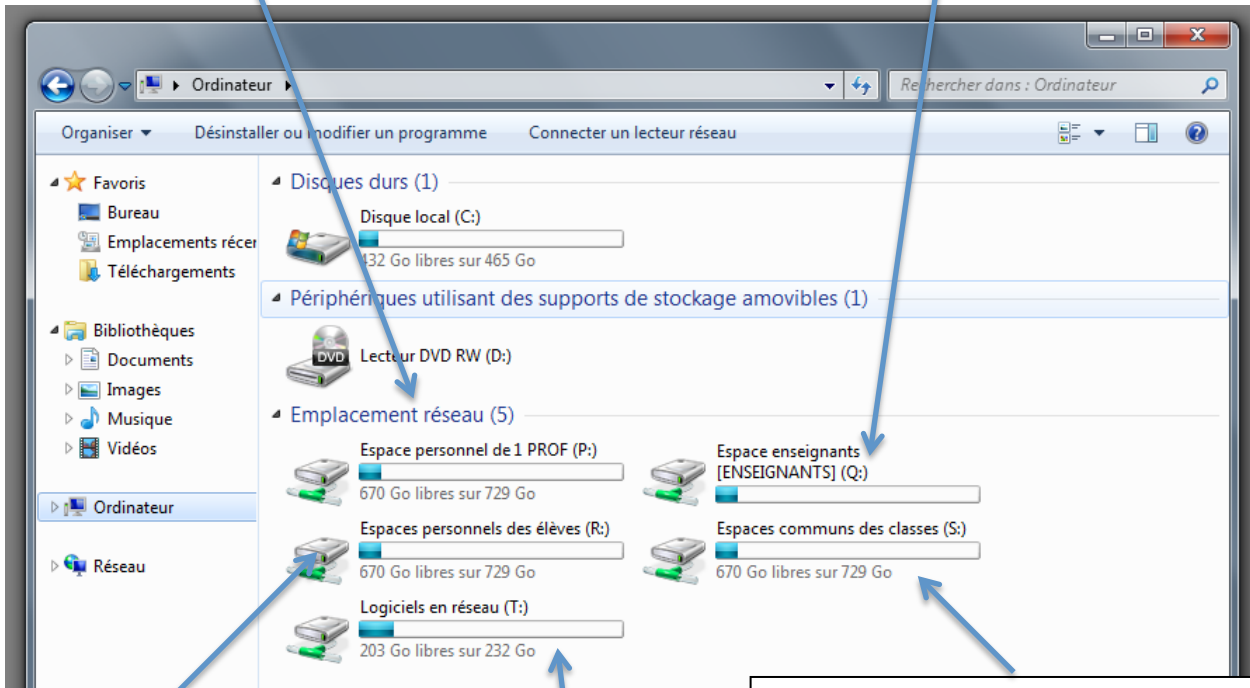 Ordinateur
Rechercher dans : Ordinateur
Organiser
Désinstaller ou modifier un programme
Connecter un lecteur réseau
Favoris
Bureau
Emplacements récer
Téléchargements
Bibliothèques
Documents
Images
Musique
Vidéos
Ordinateur
Réseau
Disques durs (1)
Disque local (C:)
432 Go libres sur 465 Go
Périphériques utilisant des supports de stockage amovibles (1)
DVD
Lecteur DVD RW (D:)
Emplacement réseau (5)
Espace personnel de 1 PROF (P:)
670 Go libres sur 729 Go
Espace enseignants
[ENSEIGNANTS] (Q:)
Espaces personnels des élèves (R:)
670 Go libres sur 729 Go
Espaces communs des classes (S:)
670 Go libres sur 729 Go
Logiciels en réseau (T:)
203 Go libres sur 232 Go